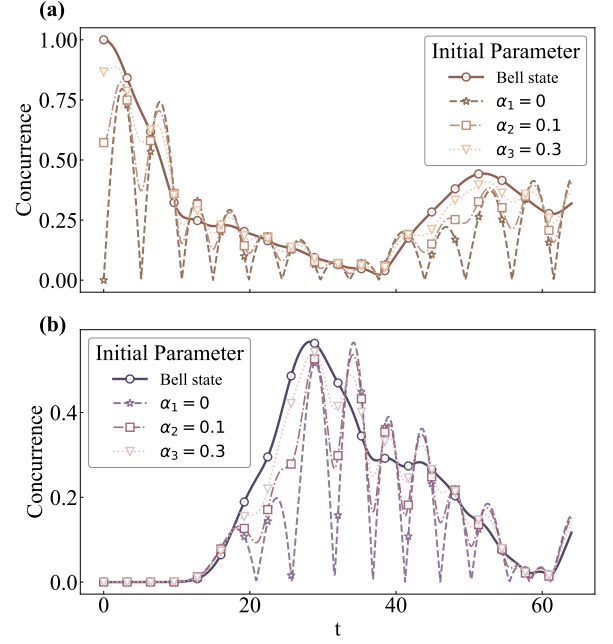 (a)
1.00
0.75
0.50
0.25
0.00
Concurrence
Initial Parameter
Bell state
α₁ = 0
α₂ = 0.1
α₃ = 0.3
(b)
0.4
0.2
0.0
Concurrence
Initial Parameter
Bell state
α₁ = 0
α₂ = 0.1
α₃ = 0.3
0
20
40
60
t